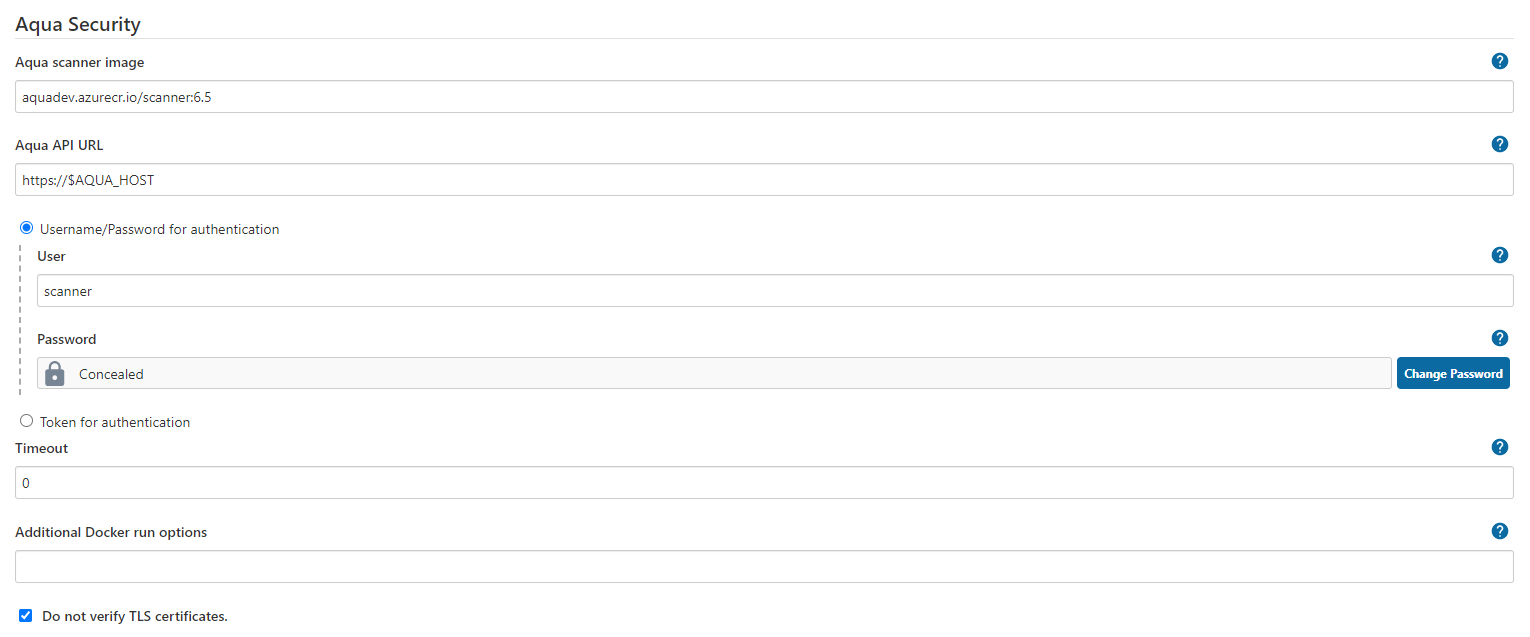 Aqua Security
Aqua scanner image
?
aquadev.azurecr.io/scanner:6.5
Aqua API URL
?
https://$AQUA_HOST
Username/Password for authentication
User
?
scanner
Password
?
Concealed
Change Password
Token for authentication
Timeout
?
0
Additional Docker run options
?
Do not verify TLS certificates.